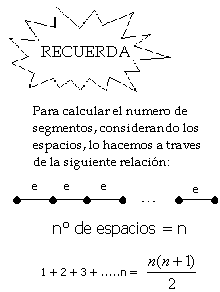 RECUERDA
Para calcular el numero de
segmentos, considerando los
espacios, lo hacemos a traves
de la siguiente relación:
e e e e
...
nº de espacios = n
1 + 2 + 3 + .....n = n(n + 1) / 2